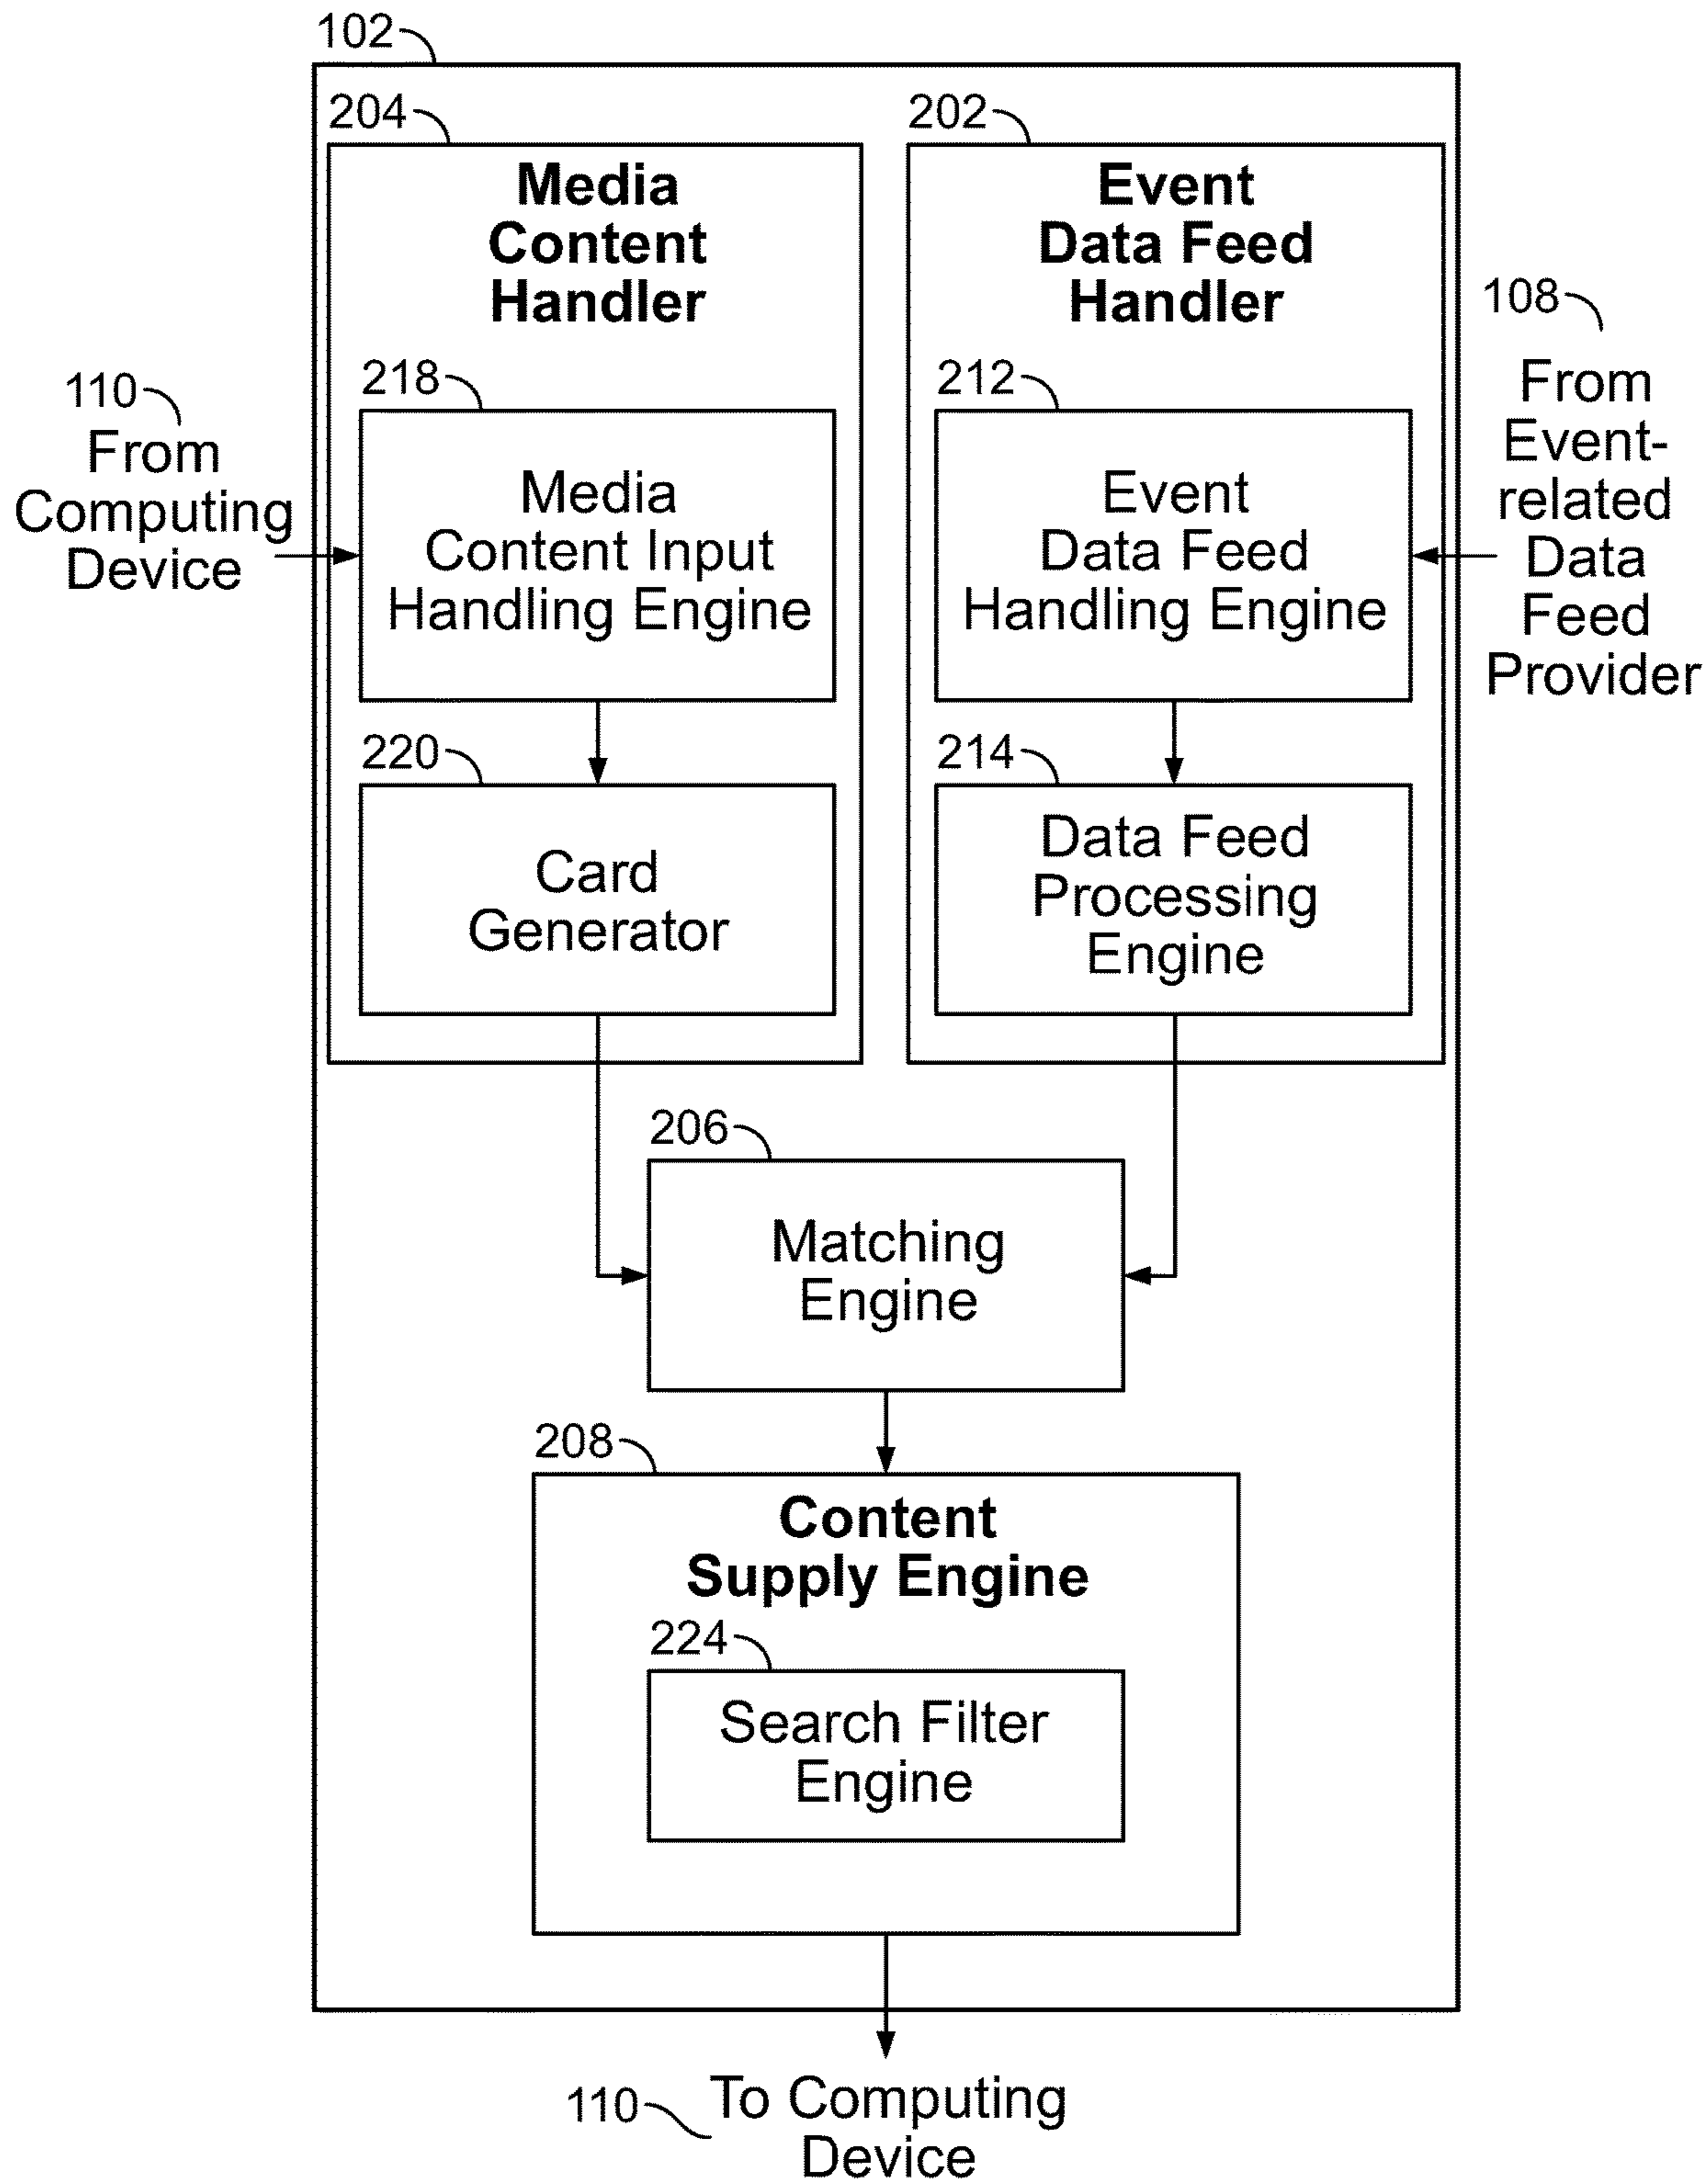 102
204
Media
Content
Handler
110
From
Computing
Device
218
Media
Content Input
Handling Engine
220
Card
Generator
202
Event
Data Feed
Handler
108
From
Event-
related
Data
Feed
Provider
212
Event
Data Feed
Handling Engine
214
Data Feed
Processing
Engine
206
Matching
Engine
208
Content
Supply Engine
224
Search Filter
Engine
110
To Computing
Device